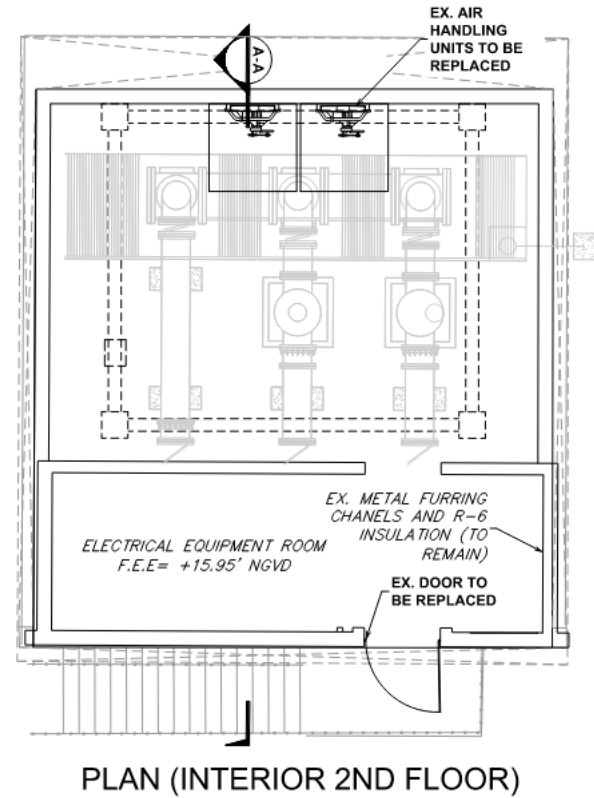 EX. AIR
HANDLING
UNITS TO BE
REPLACED
A-A
EX. METAL FURRING
CHANELS AND R-6
INSULATION (TO
REMAIN)
ELECTRICAL EQUIPMENT ROOM
F.E.E= +15.95' NGVD
EX. DOOR TO
BE REPLACED
PLAN (INTERIOR 2ND FLOOR)